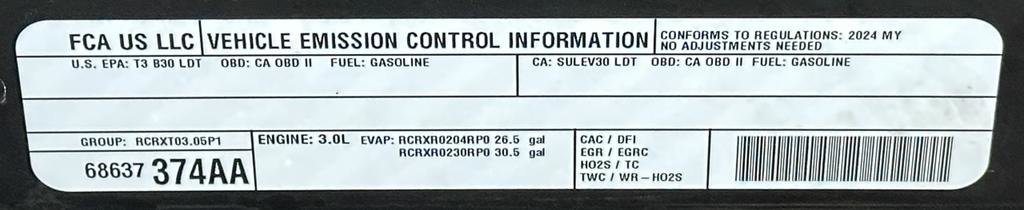 FCA US LLC VEHICLE EMISSION CONTROL INFORMATION CONFORMS TO REGULATIONS: 2024 MY
NO ADJUSTMENTS NEEDED
U.S. EPA: T3 B30 LDT OBD: CA OBD II FUEL: GASOLINE CA: SULEV30 LDT OBD: CA OBD II FUEL: GASOLINE
GROUP: RCRXT03.05P1
68637 374AA
ENGINE: 3.0L EVAP: RCRXR0204RP0 26.5 gal
RCRXR0230RP0 30.5 gal
CAC / DFI
EGR / EGRC
HO2S / TC
TWC / WR-HO2S